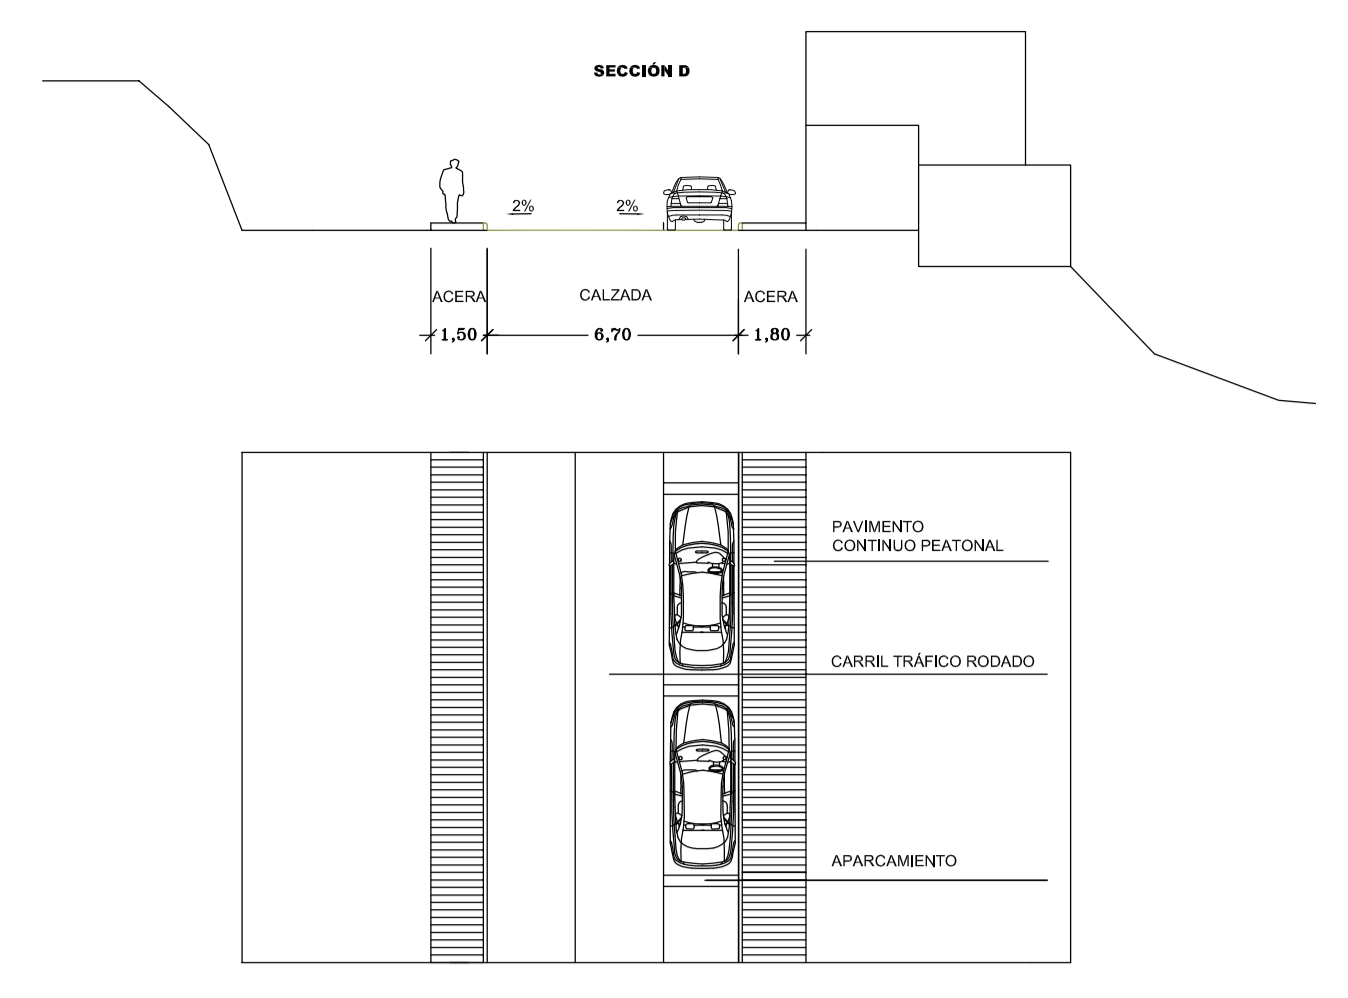 SECCIÓN D
2%
2%
ACERA
CALZADA
ACERA
1,50
6,70
1,80
PAVIMENTO
CONTINUO PEATONAL
CARRIL TRÁFICO RODADO
APARCAMIENTO